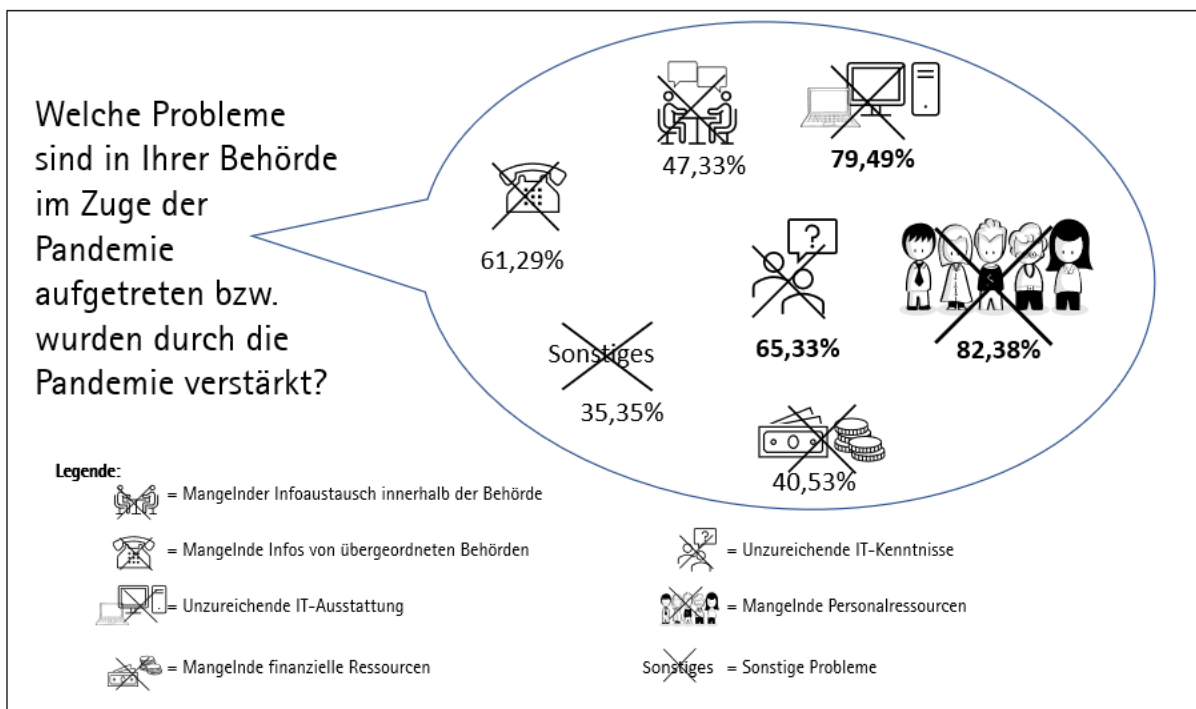 Welche Probleme
sind in Ihrer Behörde
im Zuge der
Pandemie
aufgetreten bzw.
wurden durch die
Pandemie verstärkt?
47,33%
79,49%
61,29%
?
65,33%
82,38%
Sonstiges
35,35%
40,53%
Legende:
= Mangelnder Infoaustausch innerhalb der Behörde
= Mangelnde Infos von übergeordneten Behörden
= Unzureichende IT-Ausstattung
= Mangelnde finanzielle Ressourcen
? = Unzureichende IT-Kenntnisse
= Mangelnde Personalressourcen
Sonstiges = Sonstige Probleme